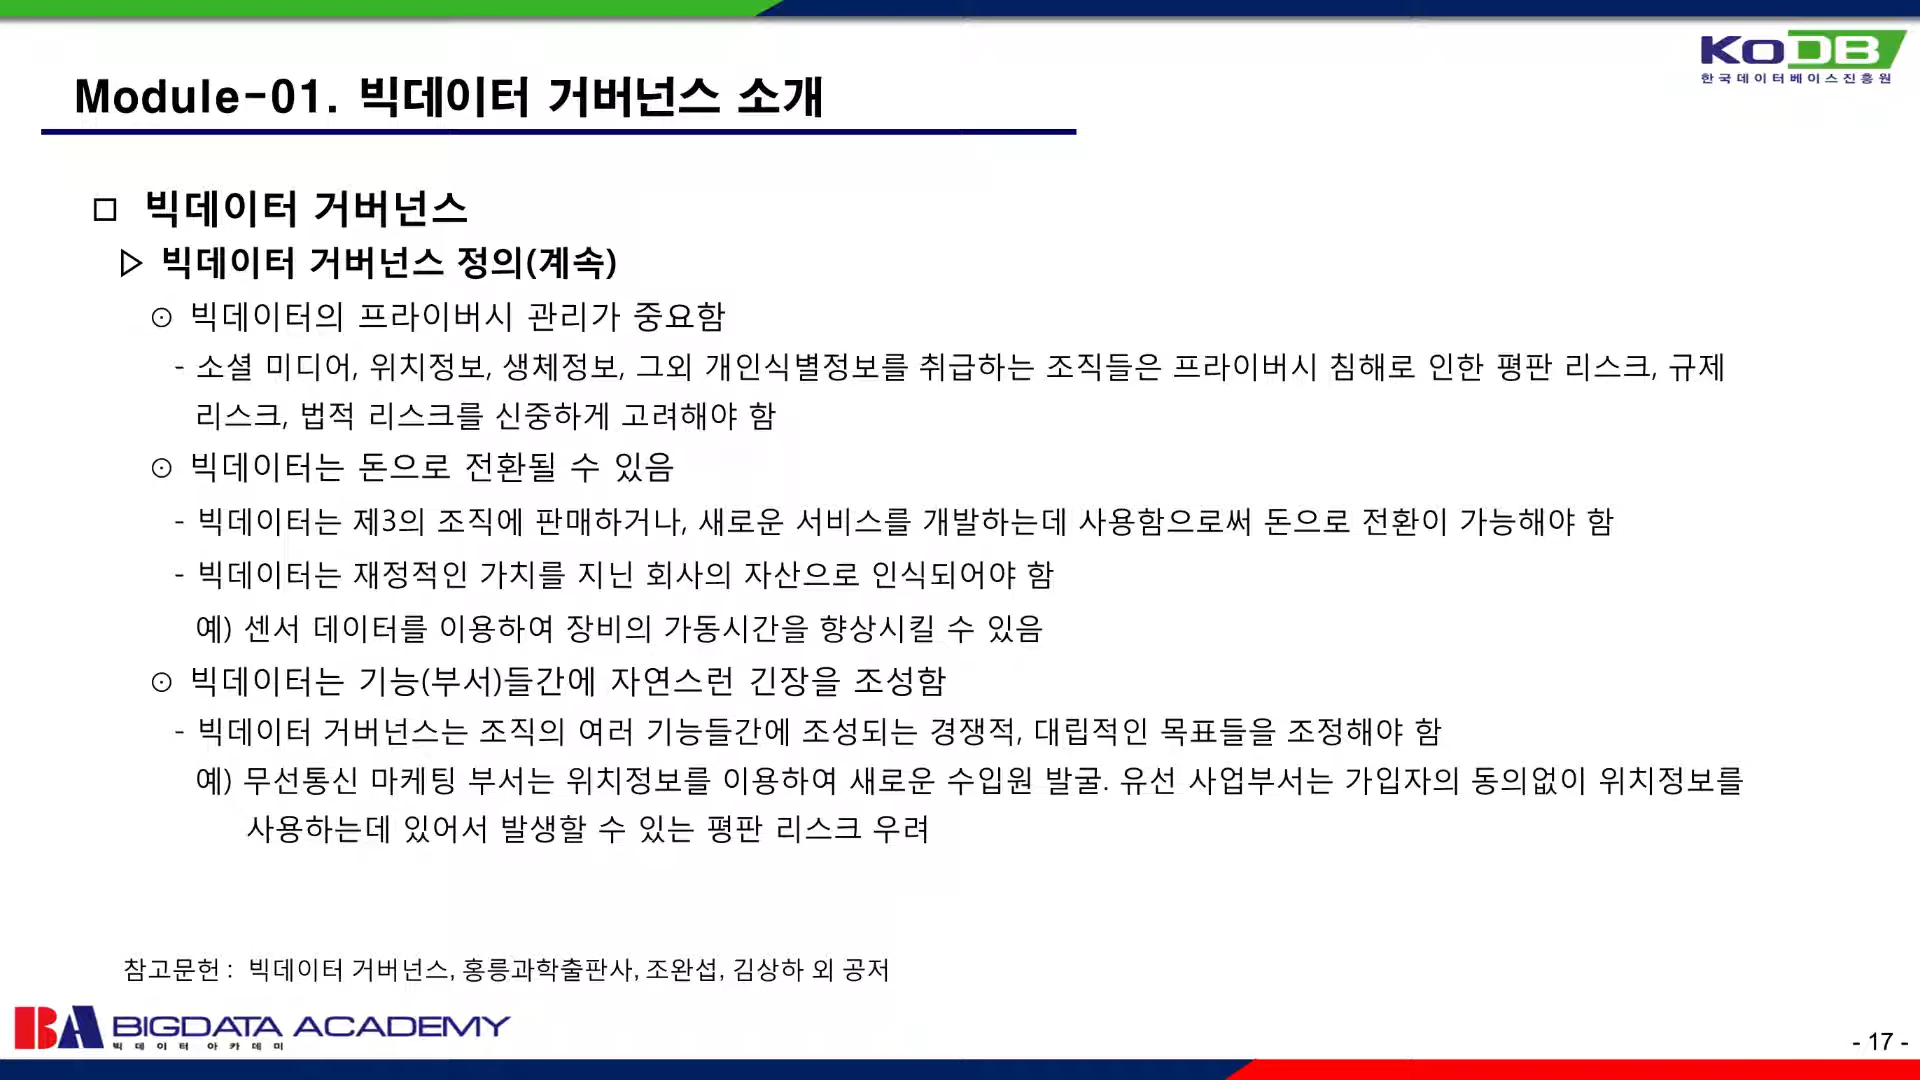 KoDB
한국데이터베이스진흥원
Module-01. 빅데이터 거버넌스 소개
□ 빅데이터 거버넌스
▷ 빅데이터 거버넌스 정의(계속)
⊙ 빅데이터의 프라이버시 관리가 중요함
- 소셜 미디어, 위치정보, 생체정보, 그외 개인식별정보를 취급하는 조직들은 프라이버시 침해로 인한 평판 리스크, 규제
리스크, 법적 리스크를 신중하게 고려해야 함
⊙ 빅데이터는 돈으로 전환될 수 있음
- 빅데이터는 제3의 조직에 판매하거나, 새로운 서비스를 개발하는데 사용함으로써 돈으로 전환이 가능해야 함
- 빅데이터는 재정적인 가치를 지닌 회사의 자산으로 인식되어야 함
예) 센서 데이터를 이용하여 장비의 가동시간을 향상시킬 수 있음
⊙ 빅데이터는 기능(부서)들간에 자연스런 긴장을 조성함
- 빅데이터 거버넌스는 조직의 여러 기능들간에 조성되는 경쟁적, 대립적인 목표들을 조정해야 함
예) 무선통신 마케팅 부서는 위치정보를 이용하여 새로운 수입원 발굴. 유선 사업부서는 가입자의 동의없이 위치정보를
사용하는데 있어서 발생할 수 있는 평판 리스크 우려
참고문헌 : 빅데이터 거버넌스, 홍릉과학출판사, 조완섭, 김상하 외 공저
BA BIGDATA ACADEMY
빅데이터 아카데미
- 17 -